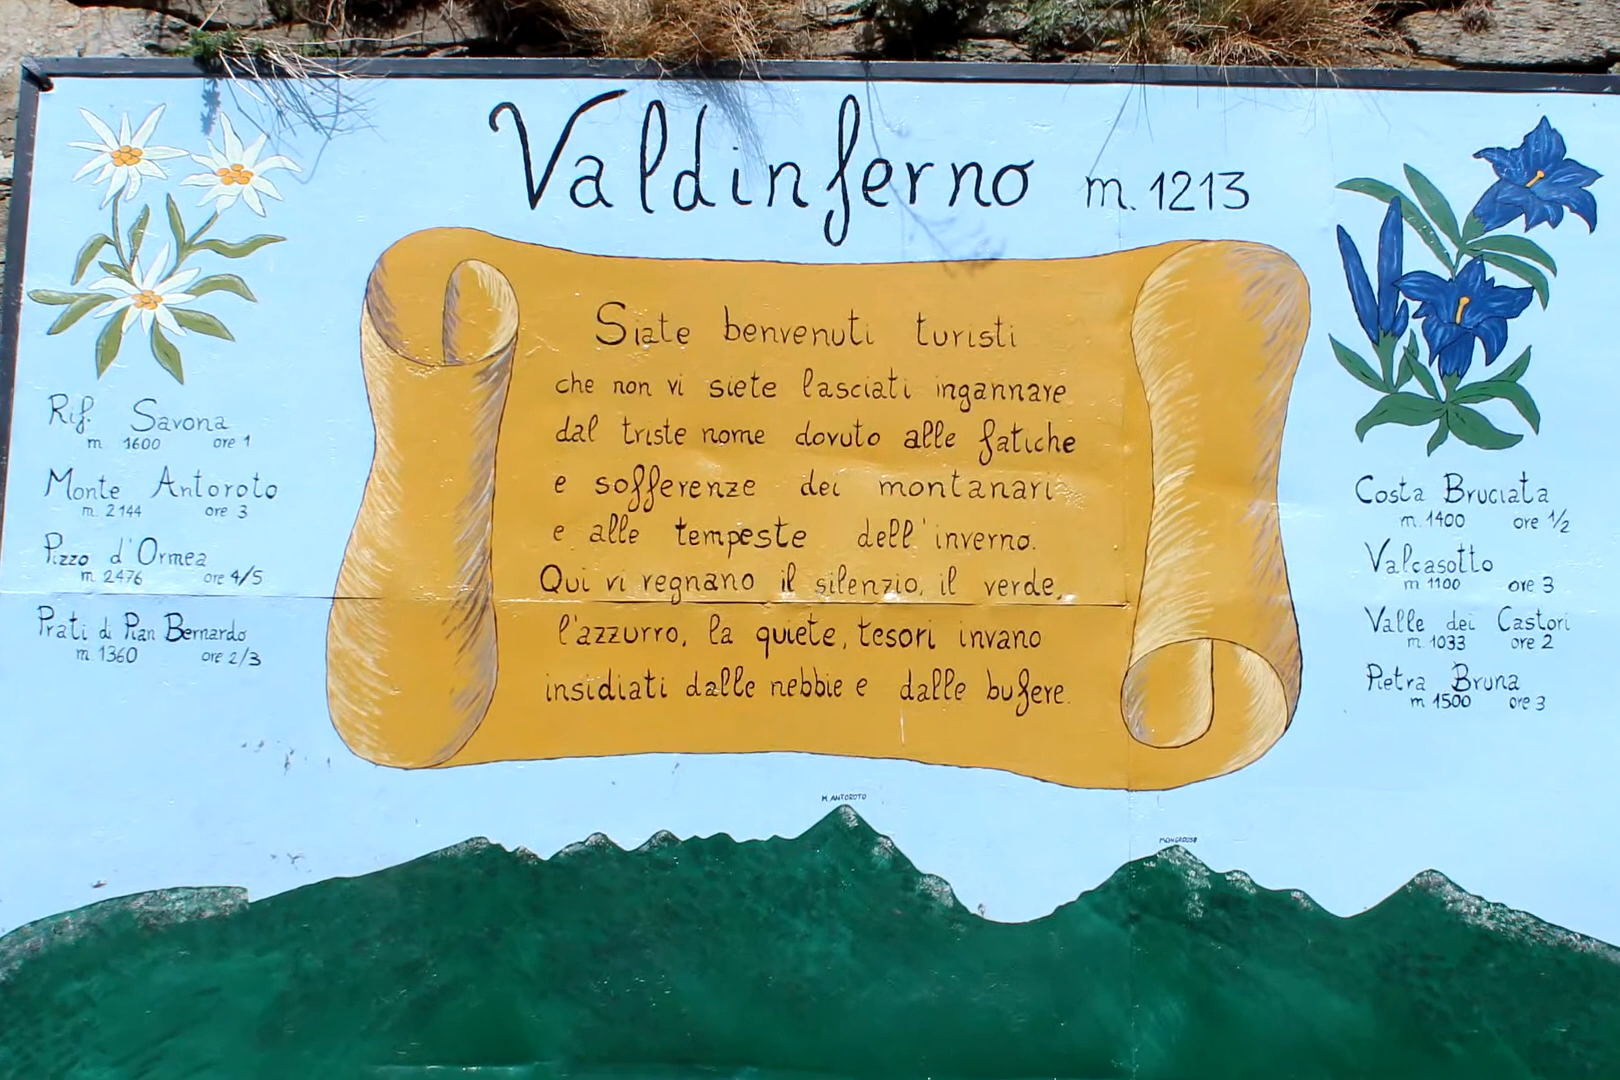 Valdinferno m. 1213
Siate benvenuti turisti
che non vi siete lasciati ingannare
dal triste nome dovuto alle fatiche
e sofferenze dei montanari
e alle tempeste dell'inverno.
Qui vi regnano il silenzio, il verde,
l'azzurro, la quiete, tesori invano
insidiati dalle nebbie e dalle bufere.
Rif. Savona
m. 1600 ore 1
Monte Antoroto
m. 2144 ore 3
Pizzo d'Ormea
m. 2476 ore 4/5
Prati di Pian Bernardo
m. 1360 ore 2/3
Costa Bruciata
m. 1400 ore 1/2
Valcasotto
m 1100 ore 3
Valle dei Castori
m. 1033 ore 2
Pietra Bruna
m. 1500 ore 3
M. ANTOROTO